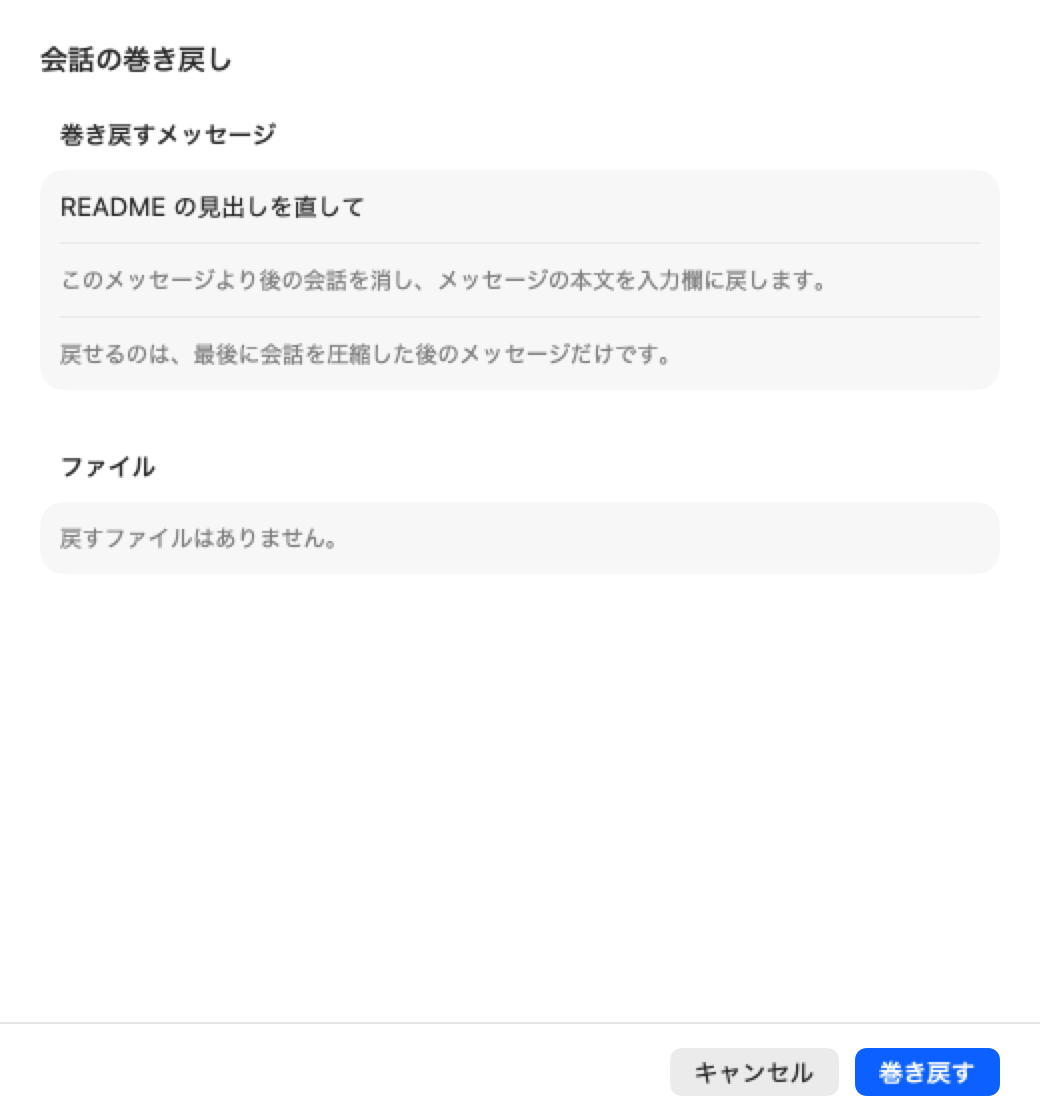 会話の巻き戻し
巻き戻すメッセージ
README の見出しを直して
このメッセージより後の会話を消し、メッセージの本文を入力欄に戻します。
戻せるのは、最後に会話を圧縮した後のメッセージだけです。
ファイル
戻すファイルはありません。
キャンセル
巻き戻す